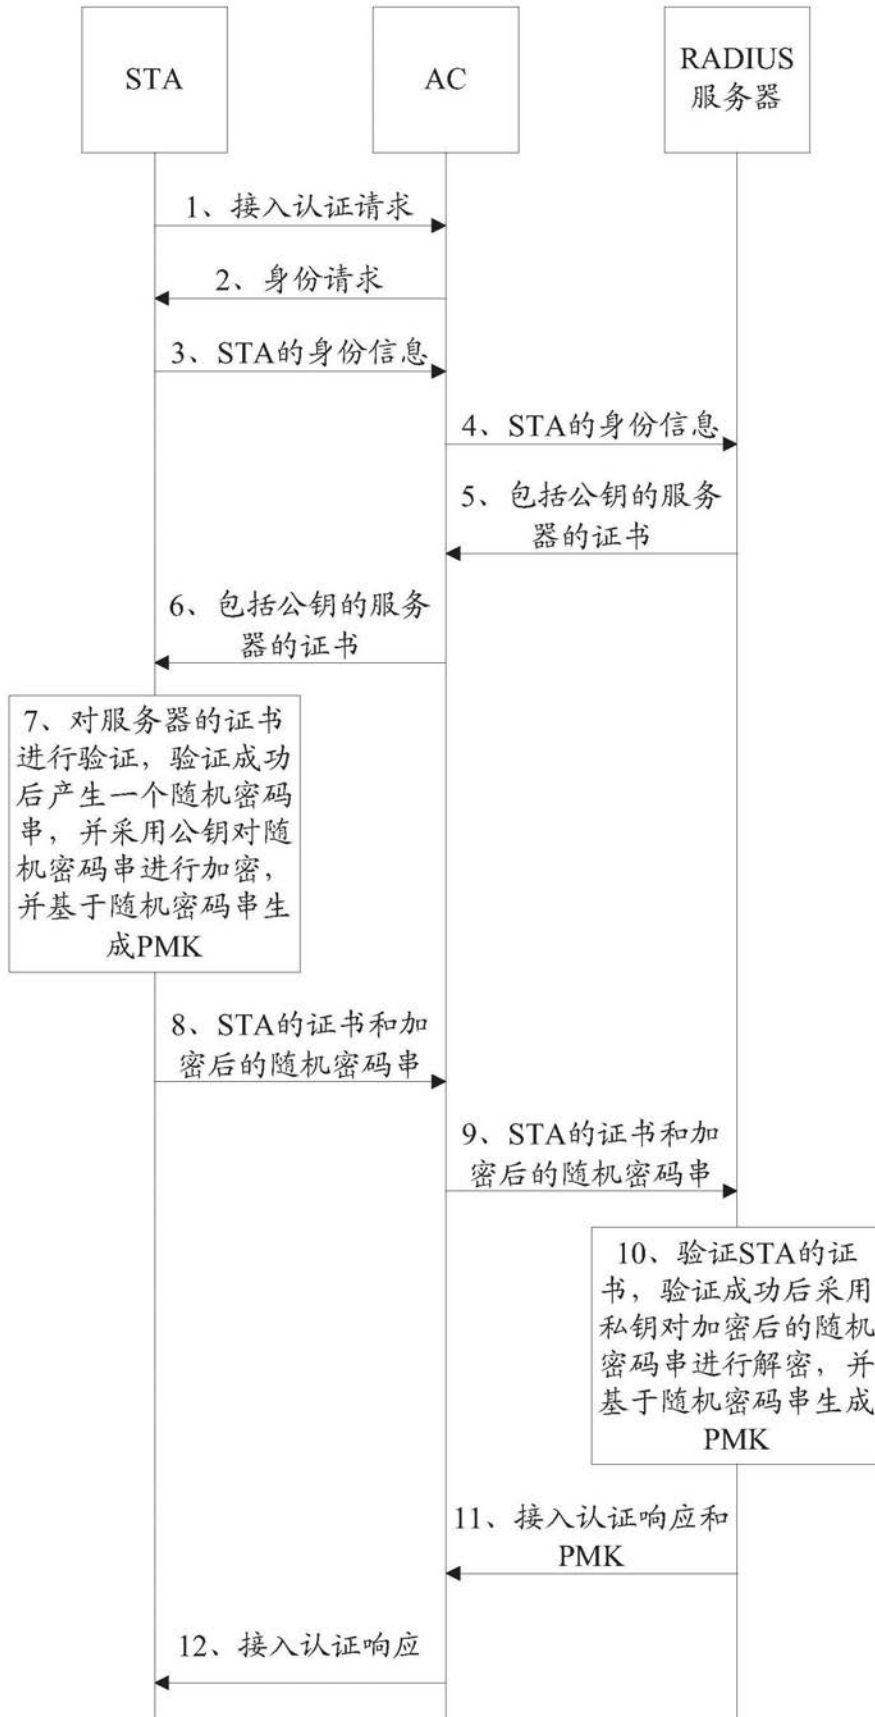 STA
AC
RADIUS
服务器
1、接入认证请求
2、身份请求
3、STA的身份信息
4、STA的身份信息
5、包括公钥的服务
器的证书
6、包括公钥的服务
器的证书
7、对服务器的证书
进行验证，验证成功
后产生一个随机密码
串，并采用公钥对随
机密码串进行加密，
并基于随机密码串生
成PMK
8、STA的证书和加
密后的随机密码串
9、STA的证书和加
密后的随机密码串
10、验证STA的证
书，验证成功后采用
私钥对加密后的随机
密码串进行解密，并
基于随机密码串生成
PMK
11、接入认证响应和
PMK
12、接入认证响应